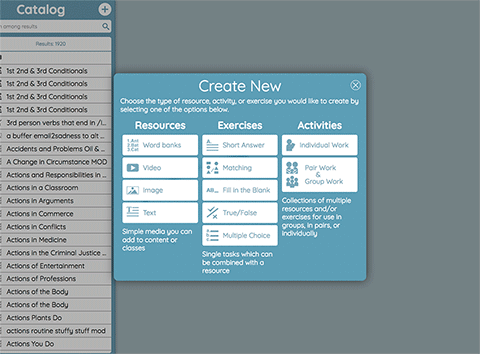 Catalog
among results
Results: 1920
1st 2nd & 3rd Conditionals
1st 2nd & 3rd Conditionals
1st 2nd & 3rd Conditionals
1st 2nd & 3rd Conditionals
3rd person verbs that end in /i...
a buffer email2sadness to alt ...
Accidents and Problems Oil & ...
A Change in Circumstance MOD
Actions and Responsibilities in ...
Actions in a Classroom
Actions in Arguments
Actions in Commerce
Actions in Conflicts
Actions in Medicine
Actions in the Criminal Justice ...
Actions of Entertainment
Actions of Professions
Actions of the Body
Actions of the Body
Actions Plants Do
actions routine stuffy stuff mod
Actions You Do
Create New
Choose the type of resource, activity, or exercise you would like to create by
selecting one of the options below.
Resources
Word banks
Video
Image
Text
Simple media you can
add to content or
classes
Exercises
Short Answer
Matching
AB
Fill in the Blank
True/False
Multiple Choice
Single tasks which can
be combined with a
resource
Activities
Individual Work
Pair Work
&
Group Work
Collections of multiple
resources and/or
exercises for use in
groups, in pairs, or
individually